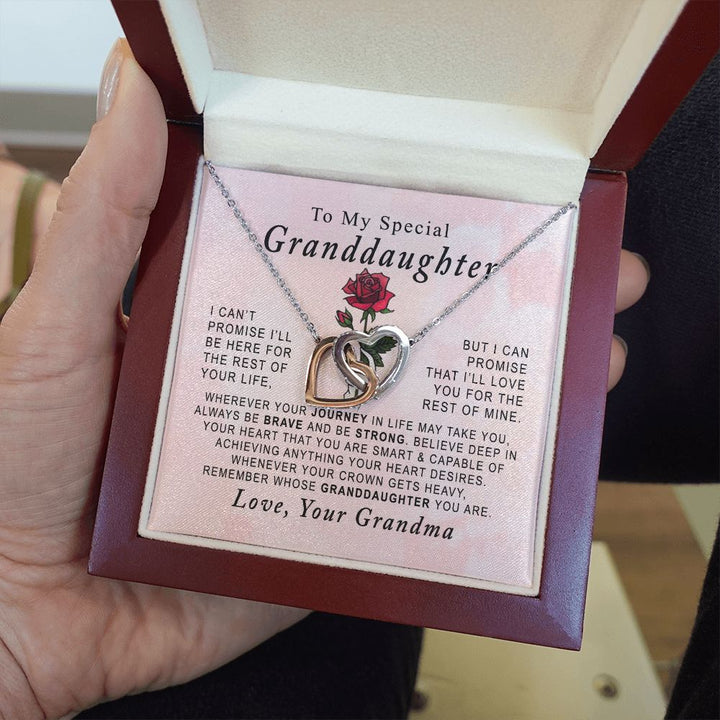 To My Special
Granddaughter
I CAN'T
PROMISE I'LL
BE HERE FOR
THE REST OF
YOUR LIFE,
BUT I CAN
PROMISE
THAT I'LL LOVE
YOU FOR THE
REST OF MINE.
WHEREVER YOUR JOURNEY IN LIFE MAY TAKE YOU,
ALWAYS BE BRAVE AND BE STRONG. BELIEVE DEEP IN
YOUR HEART THAT YOU ARE SMART & CAPABLE OF
ACHIEVING ANYTHING YOUR HEART DESIRES.
WHENEVER YOUR CROWN GETS HEAVY,
REMEMBER WHOSE GRANDDAUGHTER YOU ARE.
Love, Your Grandma